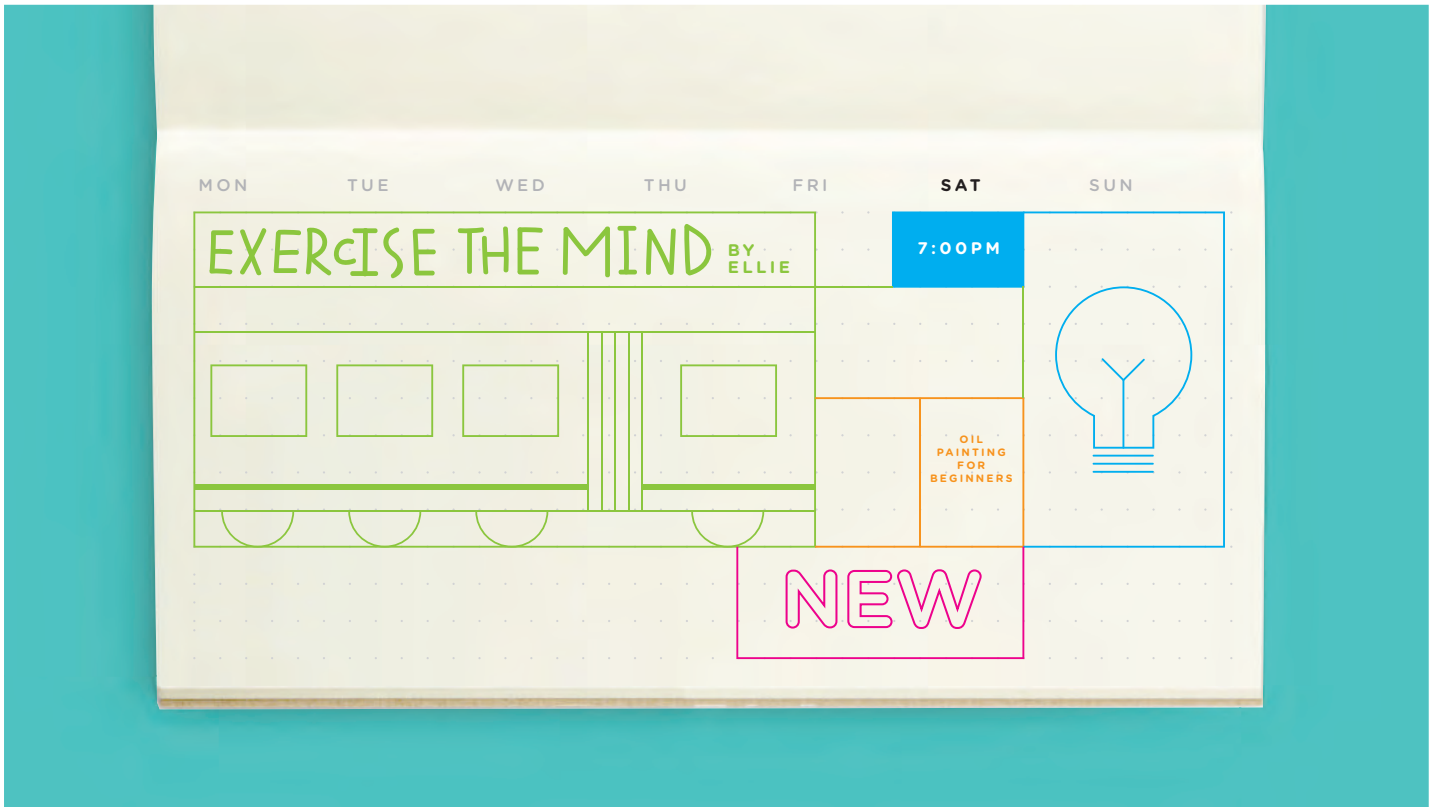 MON TUE WED THU FRI SAT SUN
EXERCISE THE MIND
BY
ELLIE
7:00PM
OIL
PAINTING
FOR
BEGINNERS
NEW